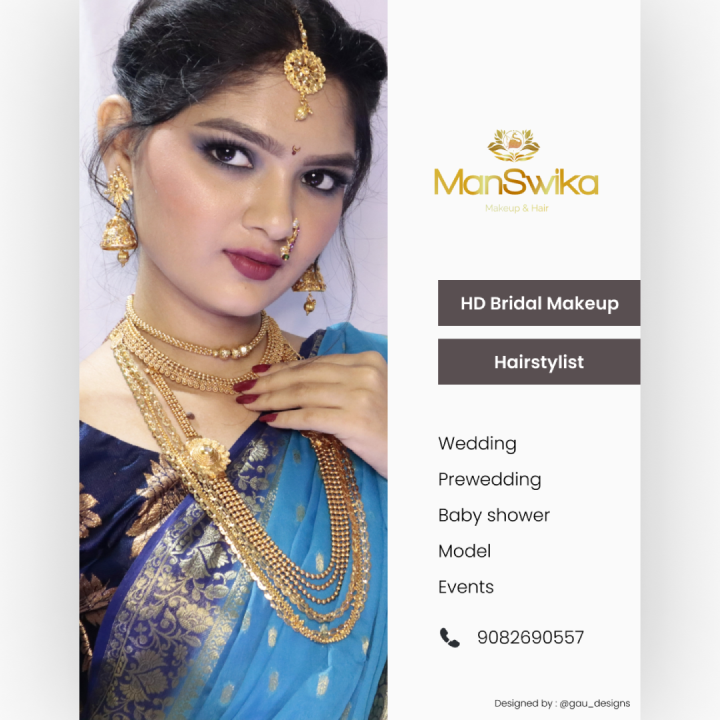 ManSwika
Makeup & Hair
HD Bridal Makeup
Hairstylist
Wedding
Prewedding
Baby shower
Model
Events
9082690557
Designed by : @gau_designs